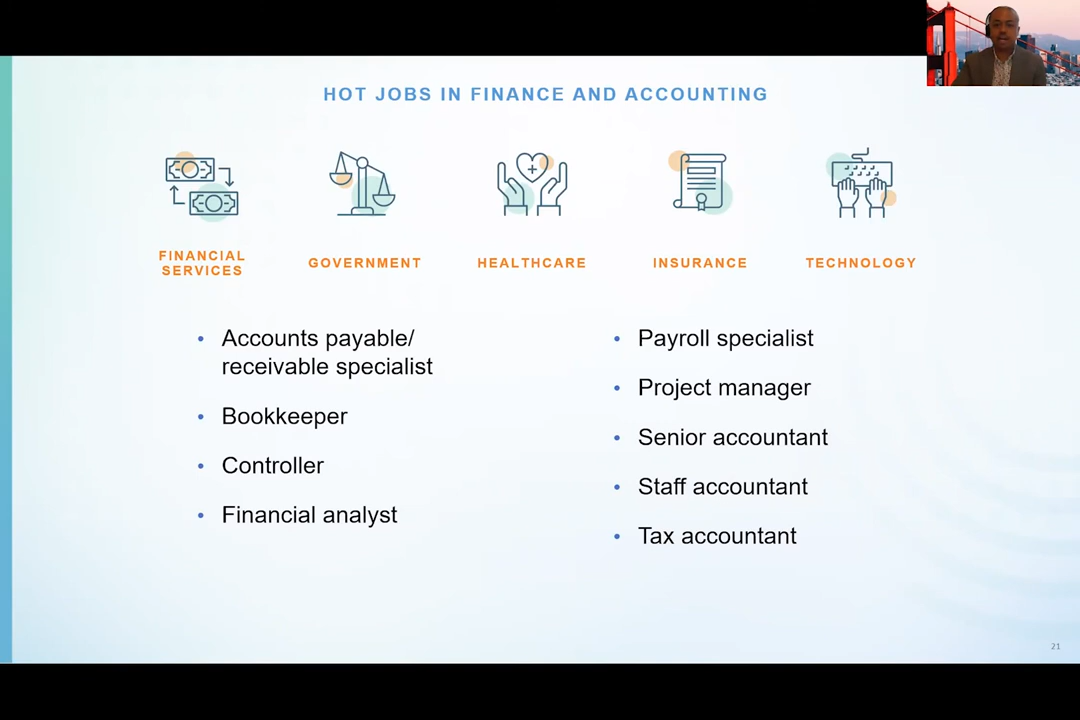 HOT JOBS IN FINANCE AND ACCOUNTING
FINANCIAL
SERVICES
GOVERNMENT
HEALTHCARE
INSURANCE
TECHNOLOGY
• Accounts payable/
receivable specialist
• Bookkeeper
• Controller
• Financial analyst
• Payroll specialist
• Project manager
• Senior accountant
• Staff accountant
• Tax accountant
21